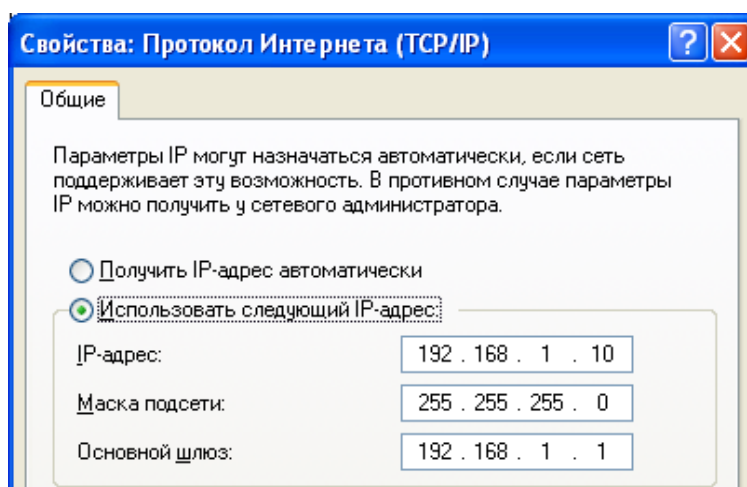 Свойства: Протокол Интернета (TCP/IP)
Общие
Параметры IP могут назначаться автоматически, если сеть
поддерживает эту возможность. В противном случае параметры
IP можно получить у сетевого администратора.
Получить IP-адрес автоматически
Использовать следующий IP-адрес:
IP-адрес: 192 . 168 . 1 . 10
Маска подсети: 255 . 255 . 255 . 0
Основной шлюз: 192 . 168 . 1 . 1